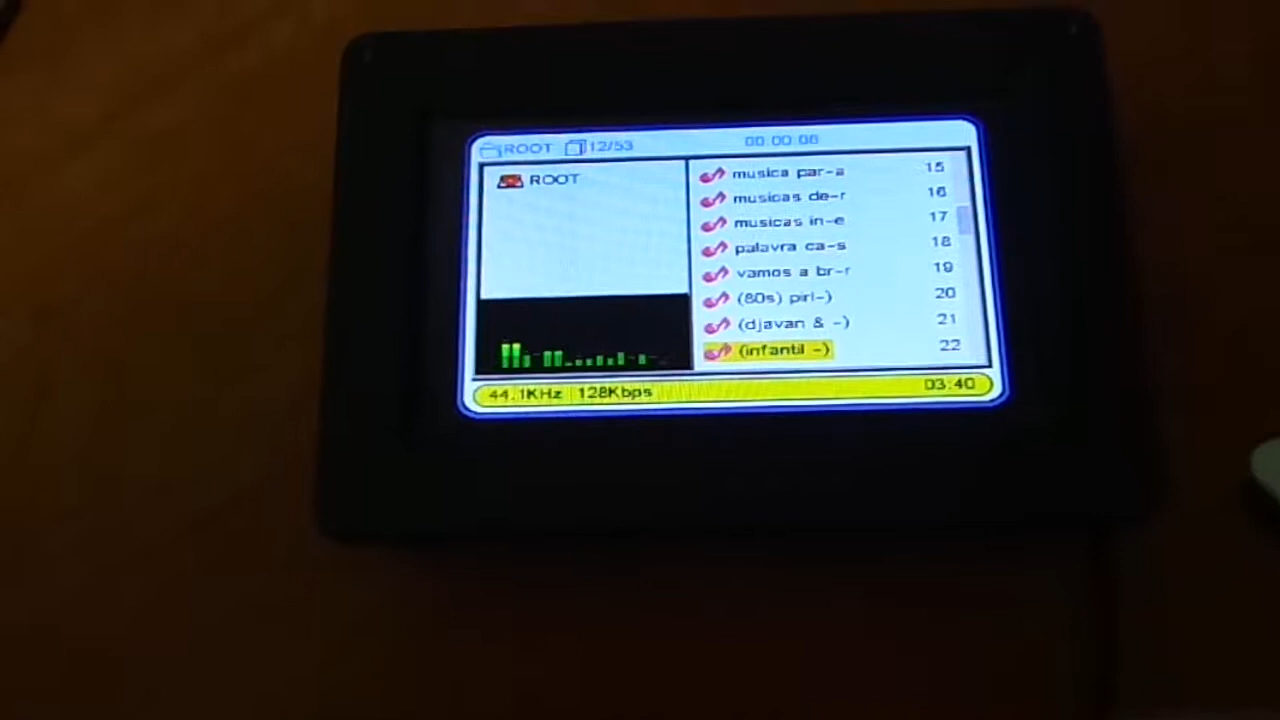 ROOT 12/53 00:00:06
ROOT
musica par-a 15
musicas de-r 16
musicas in-e 17
palavra ca-s 18
vamos a br-r 19
(80s) pirl-) 20
(djavan & -) 21
(infantil -) 22
44.1KHz 128Kbps 03:40